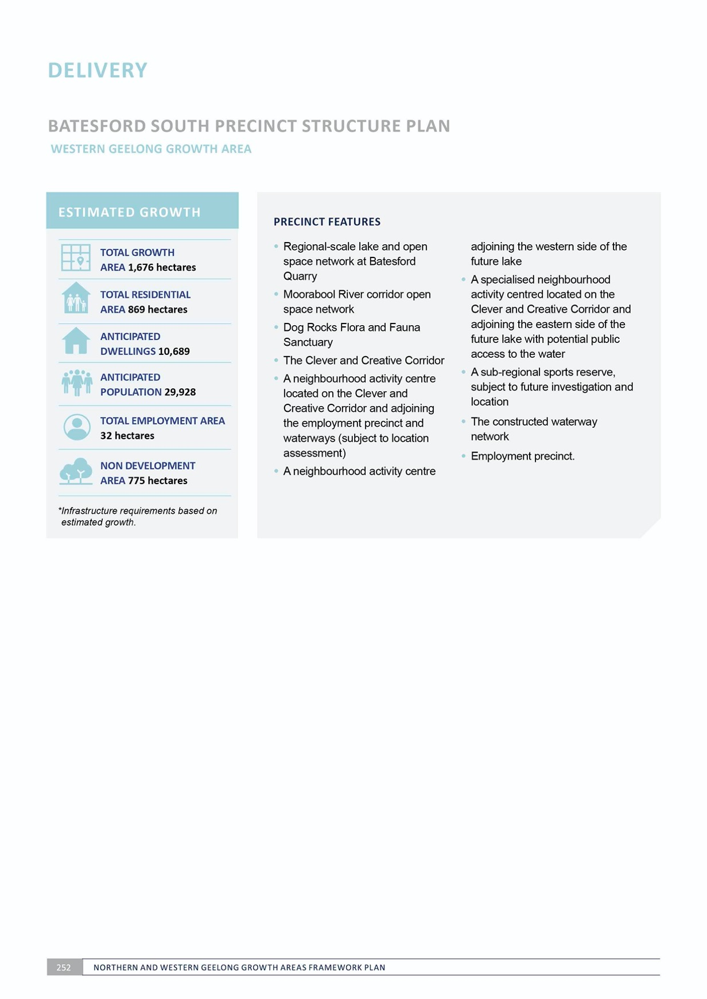 DELIVERY
BATESFORD SOUTH PRECINCT STRUCTURE PLAN
WESTERN GEELONG GROWTH AREA
ESTIMATED GROWTH
TOTAL GROWTH
AREA 1,676 hectares
TOTAL RESIDENTIAL
AREA 869 hectares
ANTICIPATED
DWELLINGS 10,689
ANTICIPATED
POPULATION 29,928
TOTAL EMPLOYMENT AREA
32 hectares
NON DEVELOPMENT
AREA 775 hectares
*Infrastructure requirements based on
estimated growth.
PRECINCT FEATURES
• Regional-scale lake and open
space network at Batesford
Quarry
• Moorabool River corridor open
space network
• Dog Rocks Flora and Fauna
Sanctuary
• The Clever and Creative Corridor
• A neighbourhood activity centre
located on the Clever and
Creative Corridor and adjoining
the employment precinct and
waterways (subject to location
assessment)
• A neighbourhood activity centre
adjoining the western side of the
future lake
• A specialised neighbourhood
activity centred located on the
Clever and Creative Corridor and
adjoining the eastern side of the
future lake with potential public
access to the water
• A sub-regional sports reserve,
subject to future investigation and
location
• The constructed waterway
network
• Employment precinct.
252
NORTHERN AND WESTERN GEELONG GROWTH AREAS FRAMEWORK PLAN